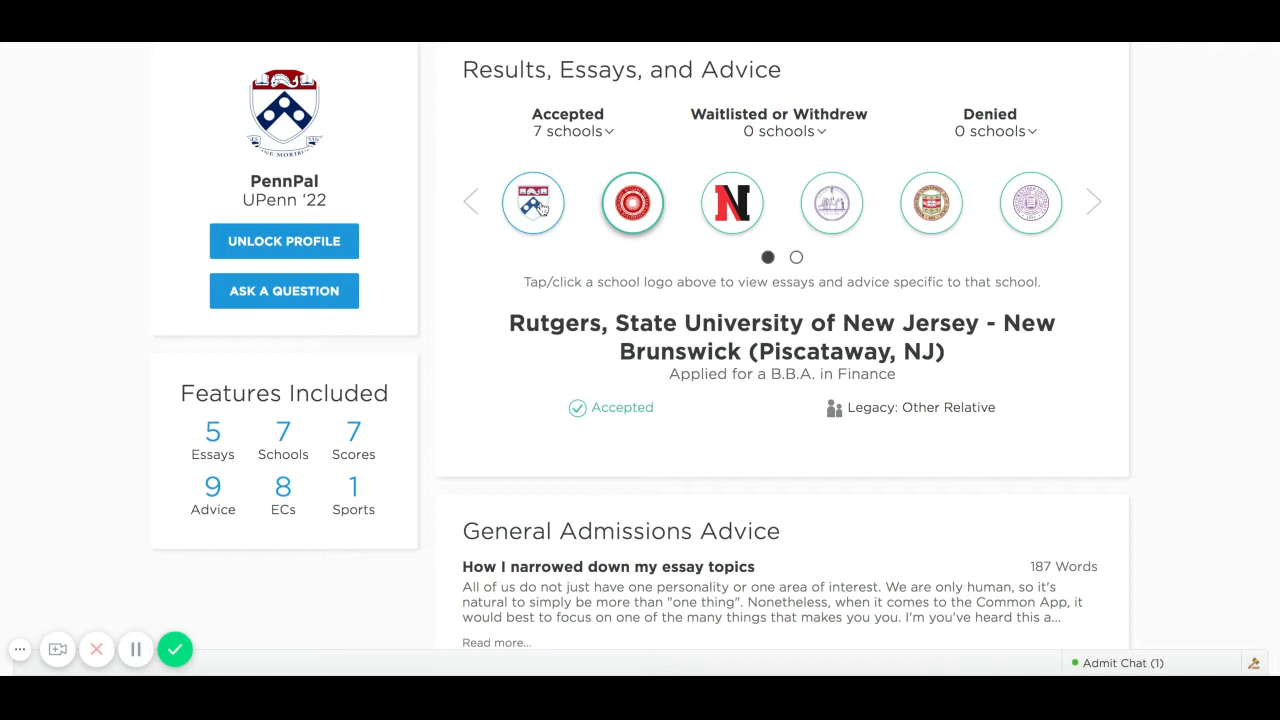 PennPal
UPenn ‘22
UNLOCK PROFILE
ASK A QUESTION
Features Included
5
7
7
Essays
Schools
Scores
9
8
1
Advice
ECs
Sports
Results, Essays, and Advice
Accepted
7 schools
Waitlisted or Withdrew
0 schools
Denied
0 schools
N
Tap/click a school logo above to view essays and advice specific to that school.
Rutgers, State University of New Jersey - New
Brunswick (Piscataway, NJ)
Applied for a B.B.A. in Finance
Accepted
Legacy: Other Relative
General Admissions Advice
How I narrowed down my essay topics
187 Words
All of us do not just have one personality or one area of interest. We are only human, so it's
natural to simply be more than "one thing". Nonetheless, when it comes to the Common App, it
would best to focus on one of the many things that makes you you. I'm you've heard this a...
Read more...
Admit Chat (1)